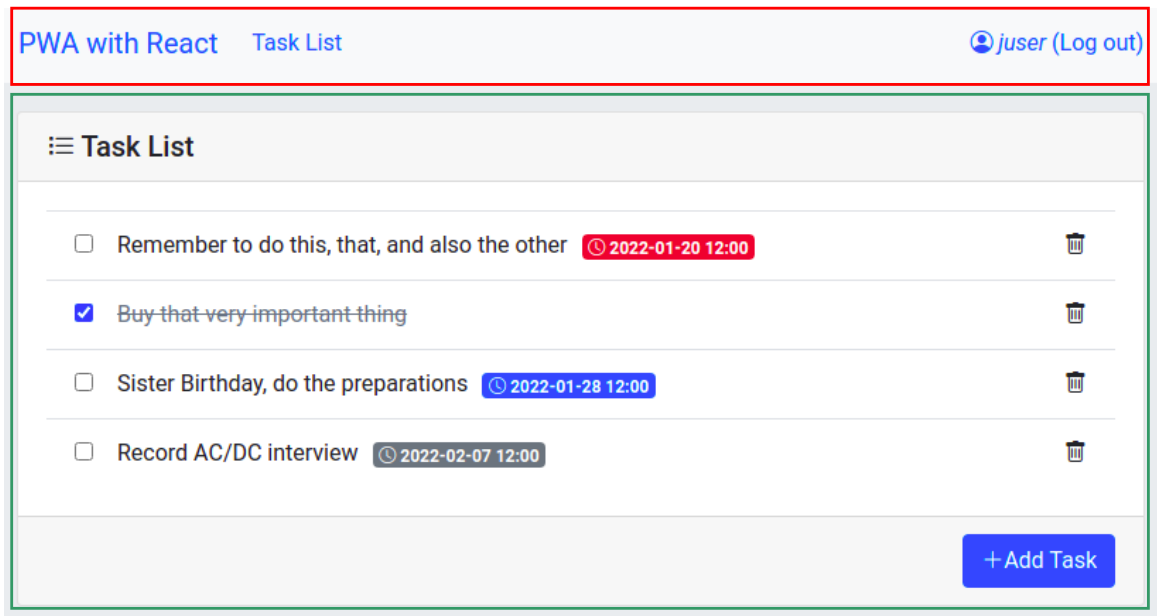 PWA with React Task List juser (Log out)
Task List
Remember to do this, that, and also the other 2022-01-20 12:00
Buy that very important thing
Sister Birthday, do the preparations 2022-01-28 12:00
Record AC/DC interview 2022-02-07 12:00
+Add Task